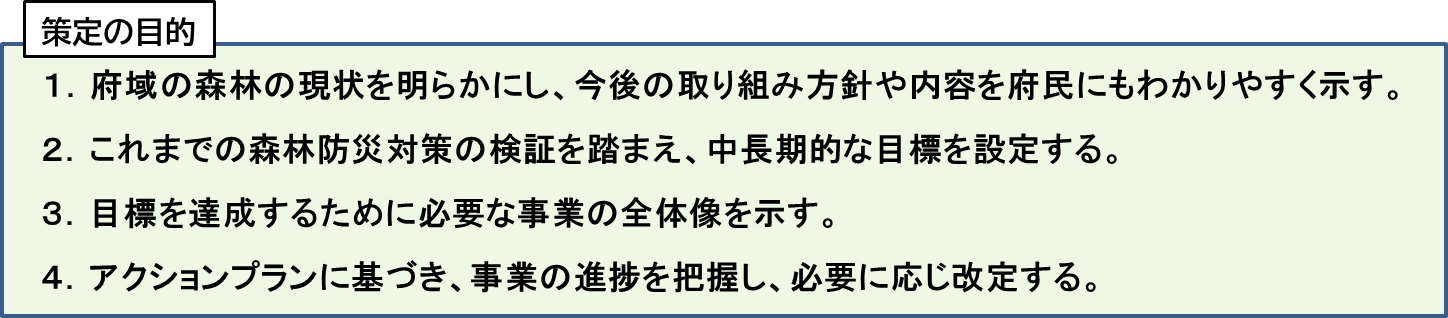 策定の目的
１．府域の森林の現状を明らかにし、今後の取り組み方針や内容を府民にもわかりやすく示す。
２．これまでの森林防災対策の検証を踏まえ、中長期的な目標を設定する。
３．目標を達成するために必要な事業の全体像を示す。
４．アクションプランに基づき、事業の進捗を把握し、必要に応じ改定する。